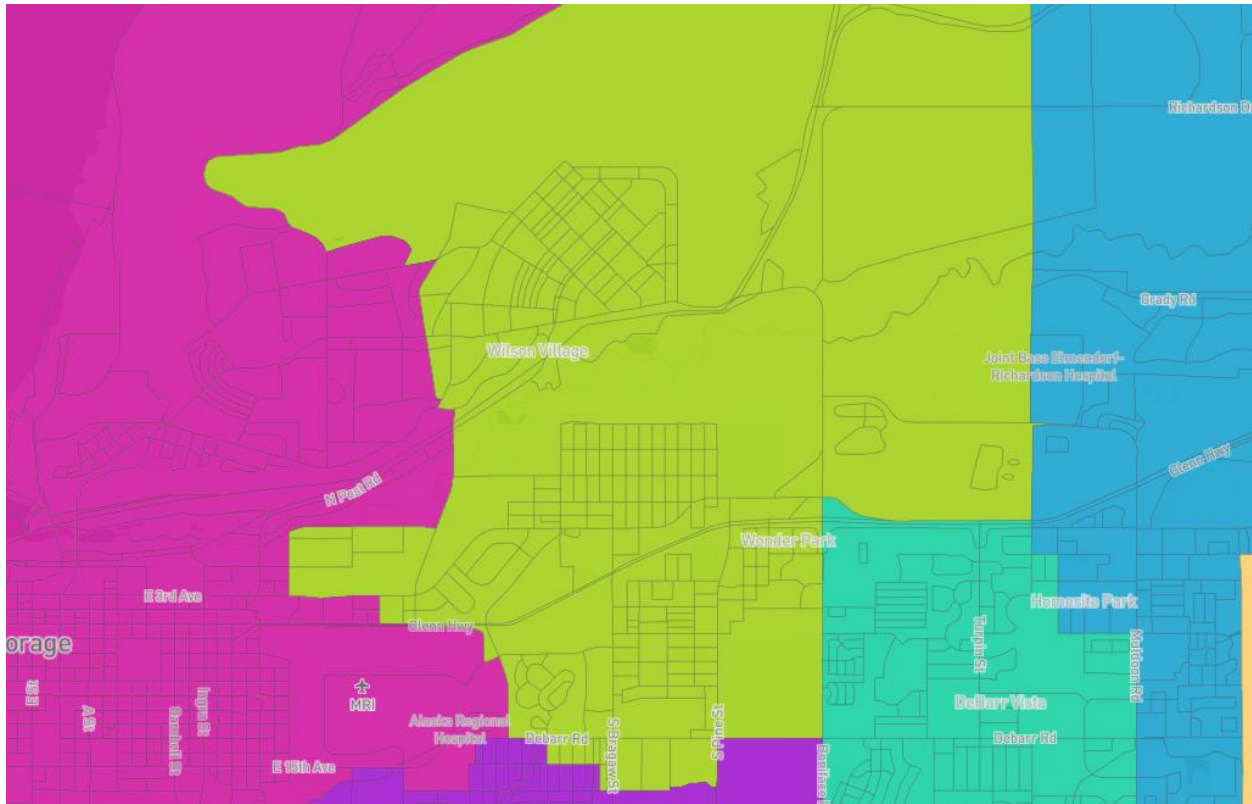 Richardson D
Grady Rd
Wilson Village
Joint Base Elmendorf-
Richardson Hospital
Glenn Hwy
N Post Rd
Wonder Park
E 3rd Ave
Homesite Park
Glenn Hwy
orage
Turpin St
Muldoon Rd
MRI
Ingra St
A St
Gambell St
DeBarr Vista
Alaska Regional
Hospital
Debarr Rd
S Bragaw St
Debarr Rd
E 15th Ave